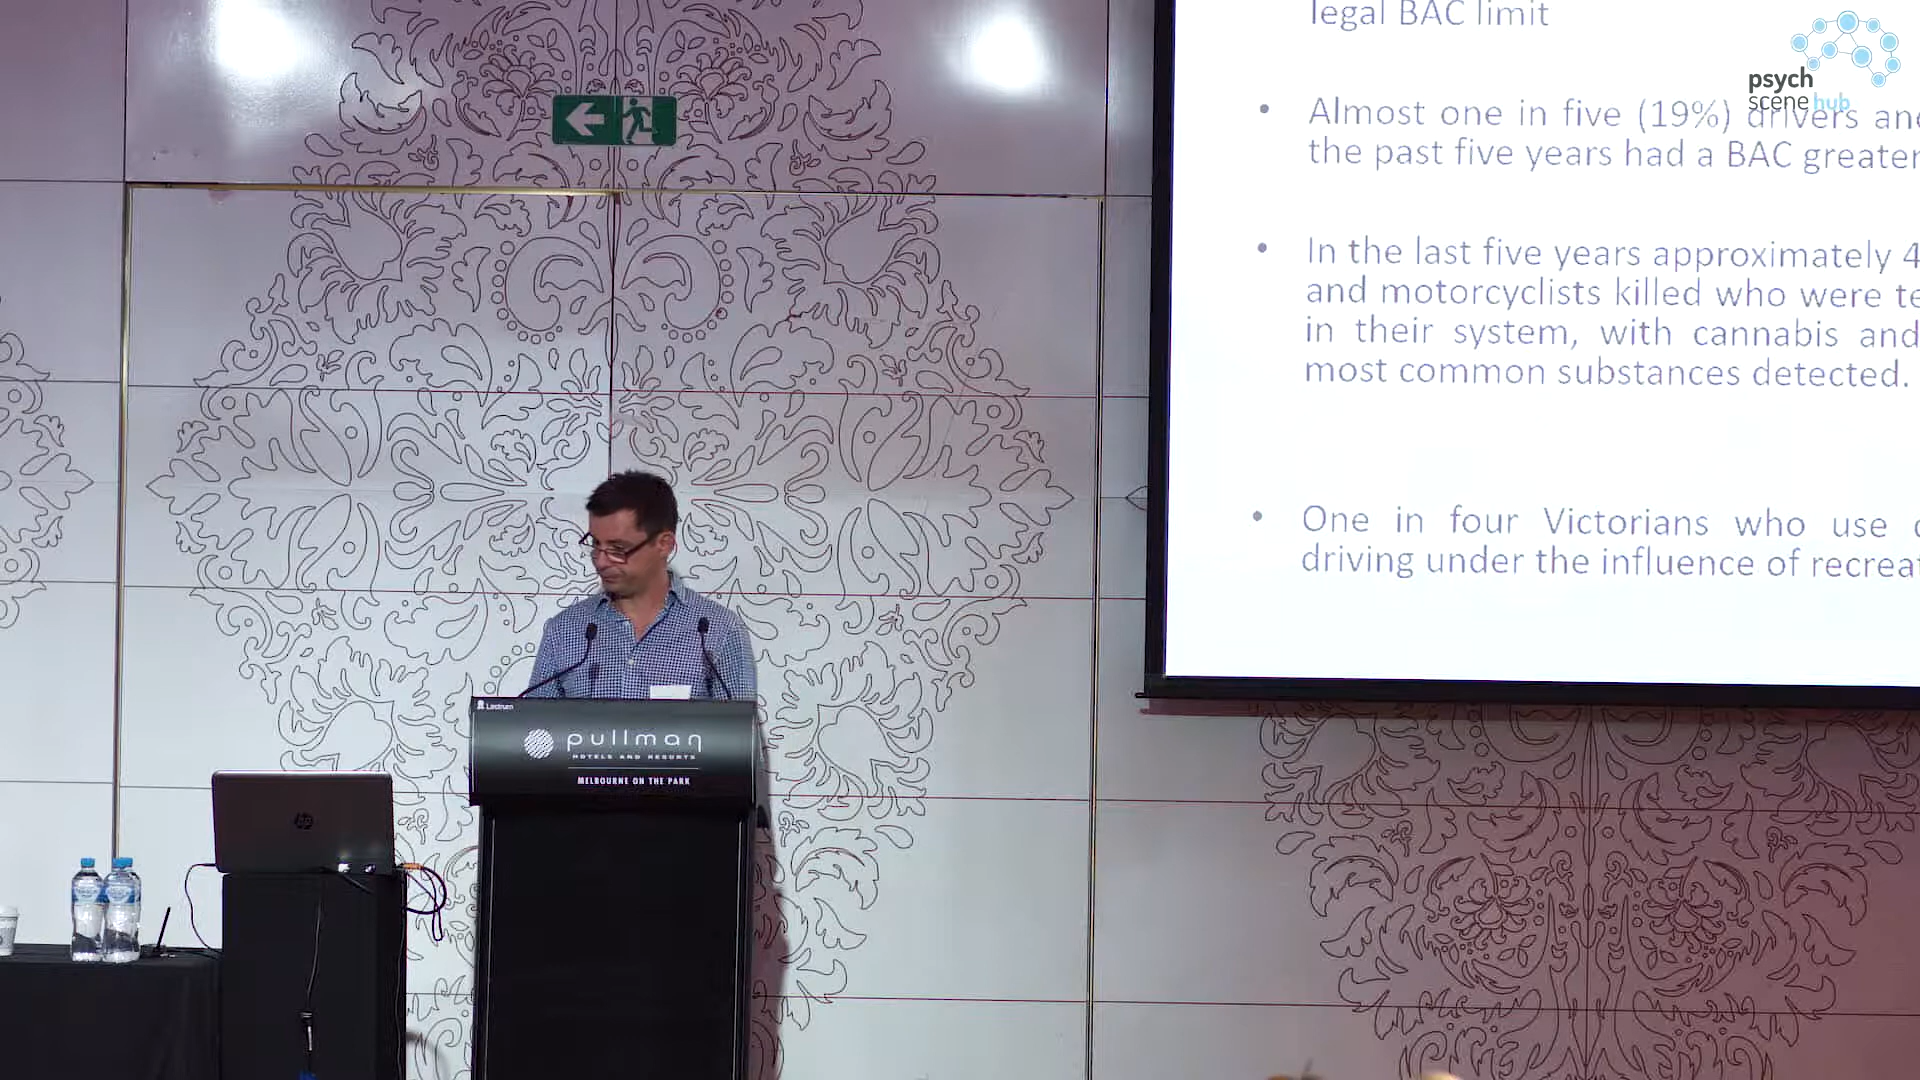 legal BAC limit
psych
scene hub
• Almost one in five (19%) drivers and
the past five years had a BAC greater
• In the last five years approximately 4
and motorcyclists killed who were te
in their system, with cannabis and
most common substances detected.
• One in four Victorians who use
driving under the influence of recrea
Lectrum
pullman
HOTELS AND RESORTS
MELBOURNE ON THE PARK
hp